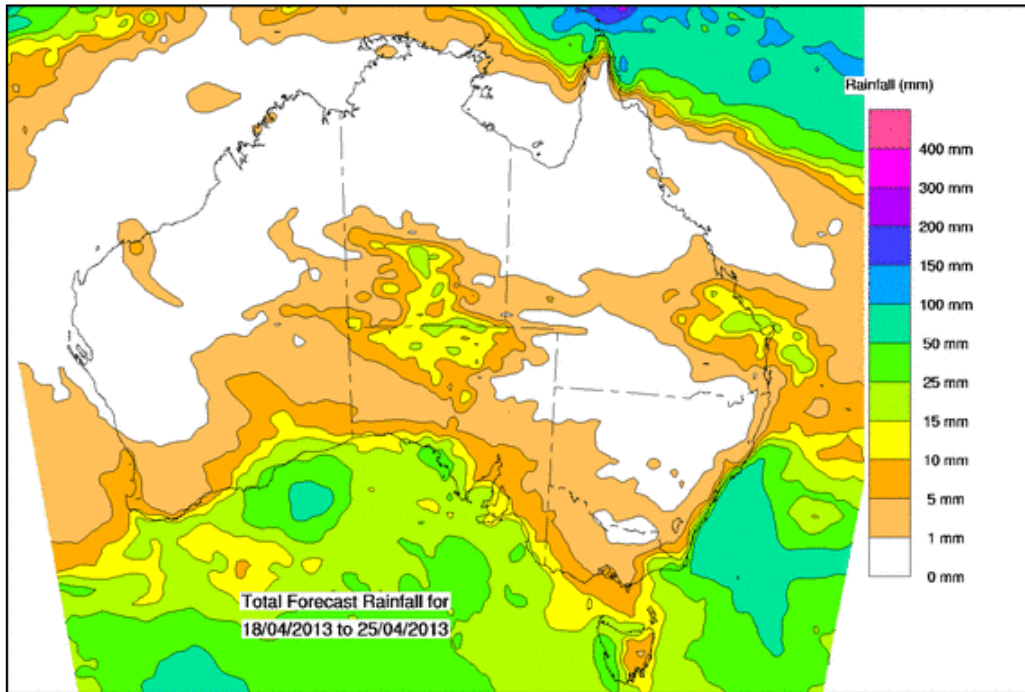 Rainfall (mm)
400 mm
300 mm
200 mm
150 mm
100 mm
50 mm
25 mm
15 mm
10 mm
5 mm
1 mm
0 mm
Total Forecast Rainfall for
18/04/2013 to 25/04/2013